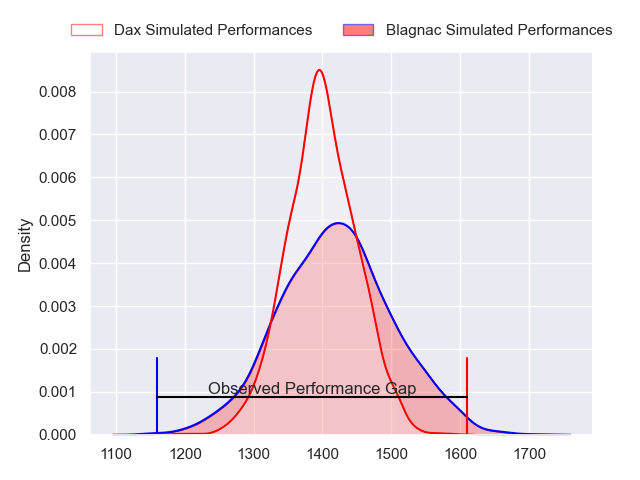 Dax Simulated Performances
Blagnac Simulated Performances
0.008
0.007
0.006
0.005
0.004
0.003
0.002
0.001
0.000
Density
Observed Performance Gap
1100 1200 1300 1400 1500 1600 1700